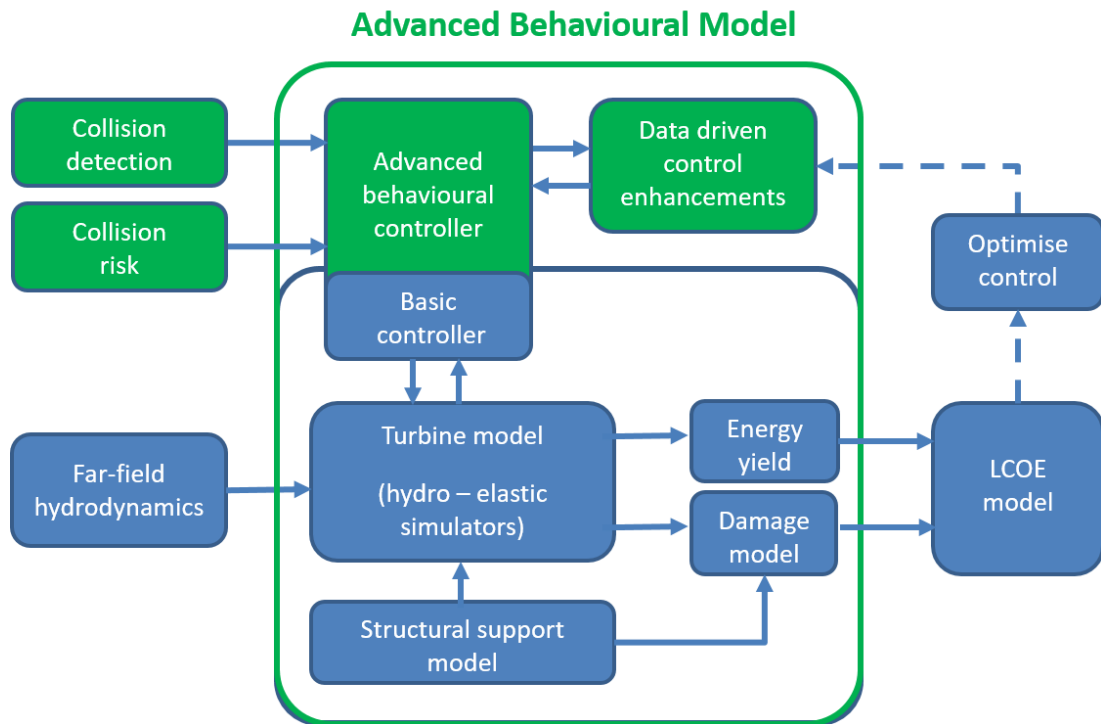 Advanced Behavioural Model
Collision
detection
Collision
risk
Advanced
behavioural
controller
Data driven
control
enhancements
Optimise
control
Basic
controller
Far-field
hydrodynamics
Turbine model
(hydro – elastic
simulators)
Energy
yield
Damage
model
LCOE
model
Structural support
model